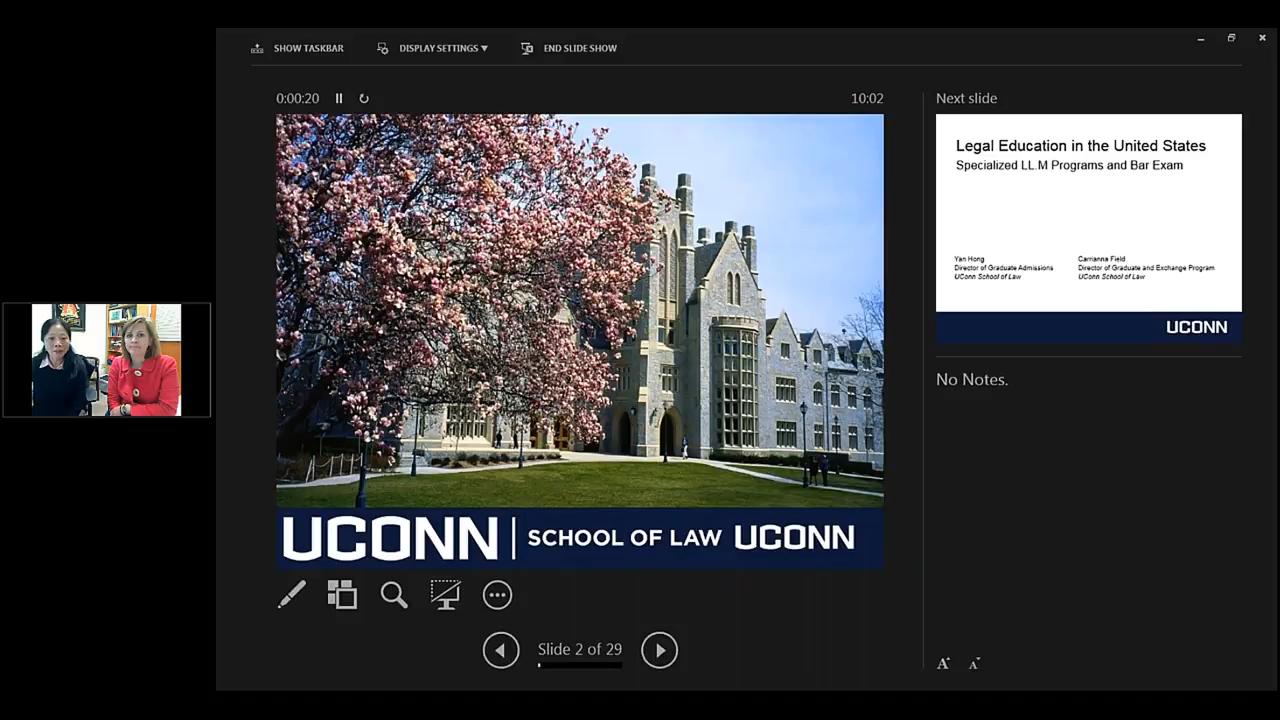 SHOW TASKBAR
DISPLAY SETTINGS ▼
END SLIDE SHOW
0:00:20
10:02
UCONN | SCHOOL OF LAW UCONN
Slide 2 of 29
Next slide
Legal Education in the United States
Specialized LL.M Programs and Bar Exam
Yan Hong
Director of Graduate Admissions
UConn School of Law
Carrianna Field
Director of Graduate and Exchange Program
UConn School of Law
UCONN
No Notes.
A A